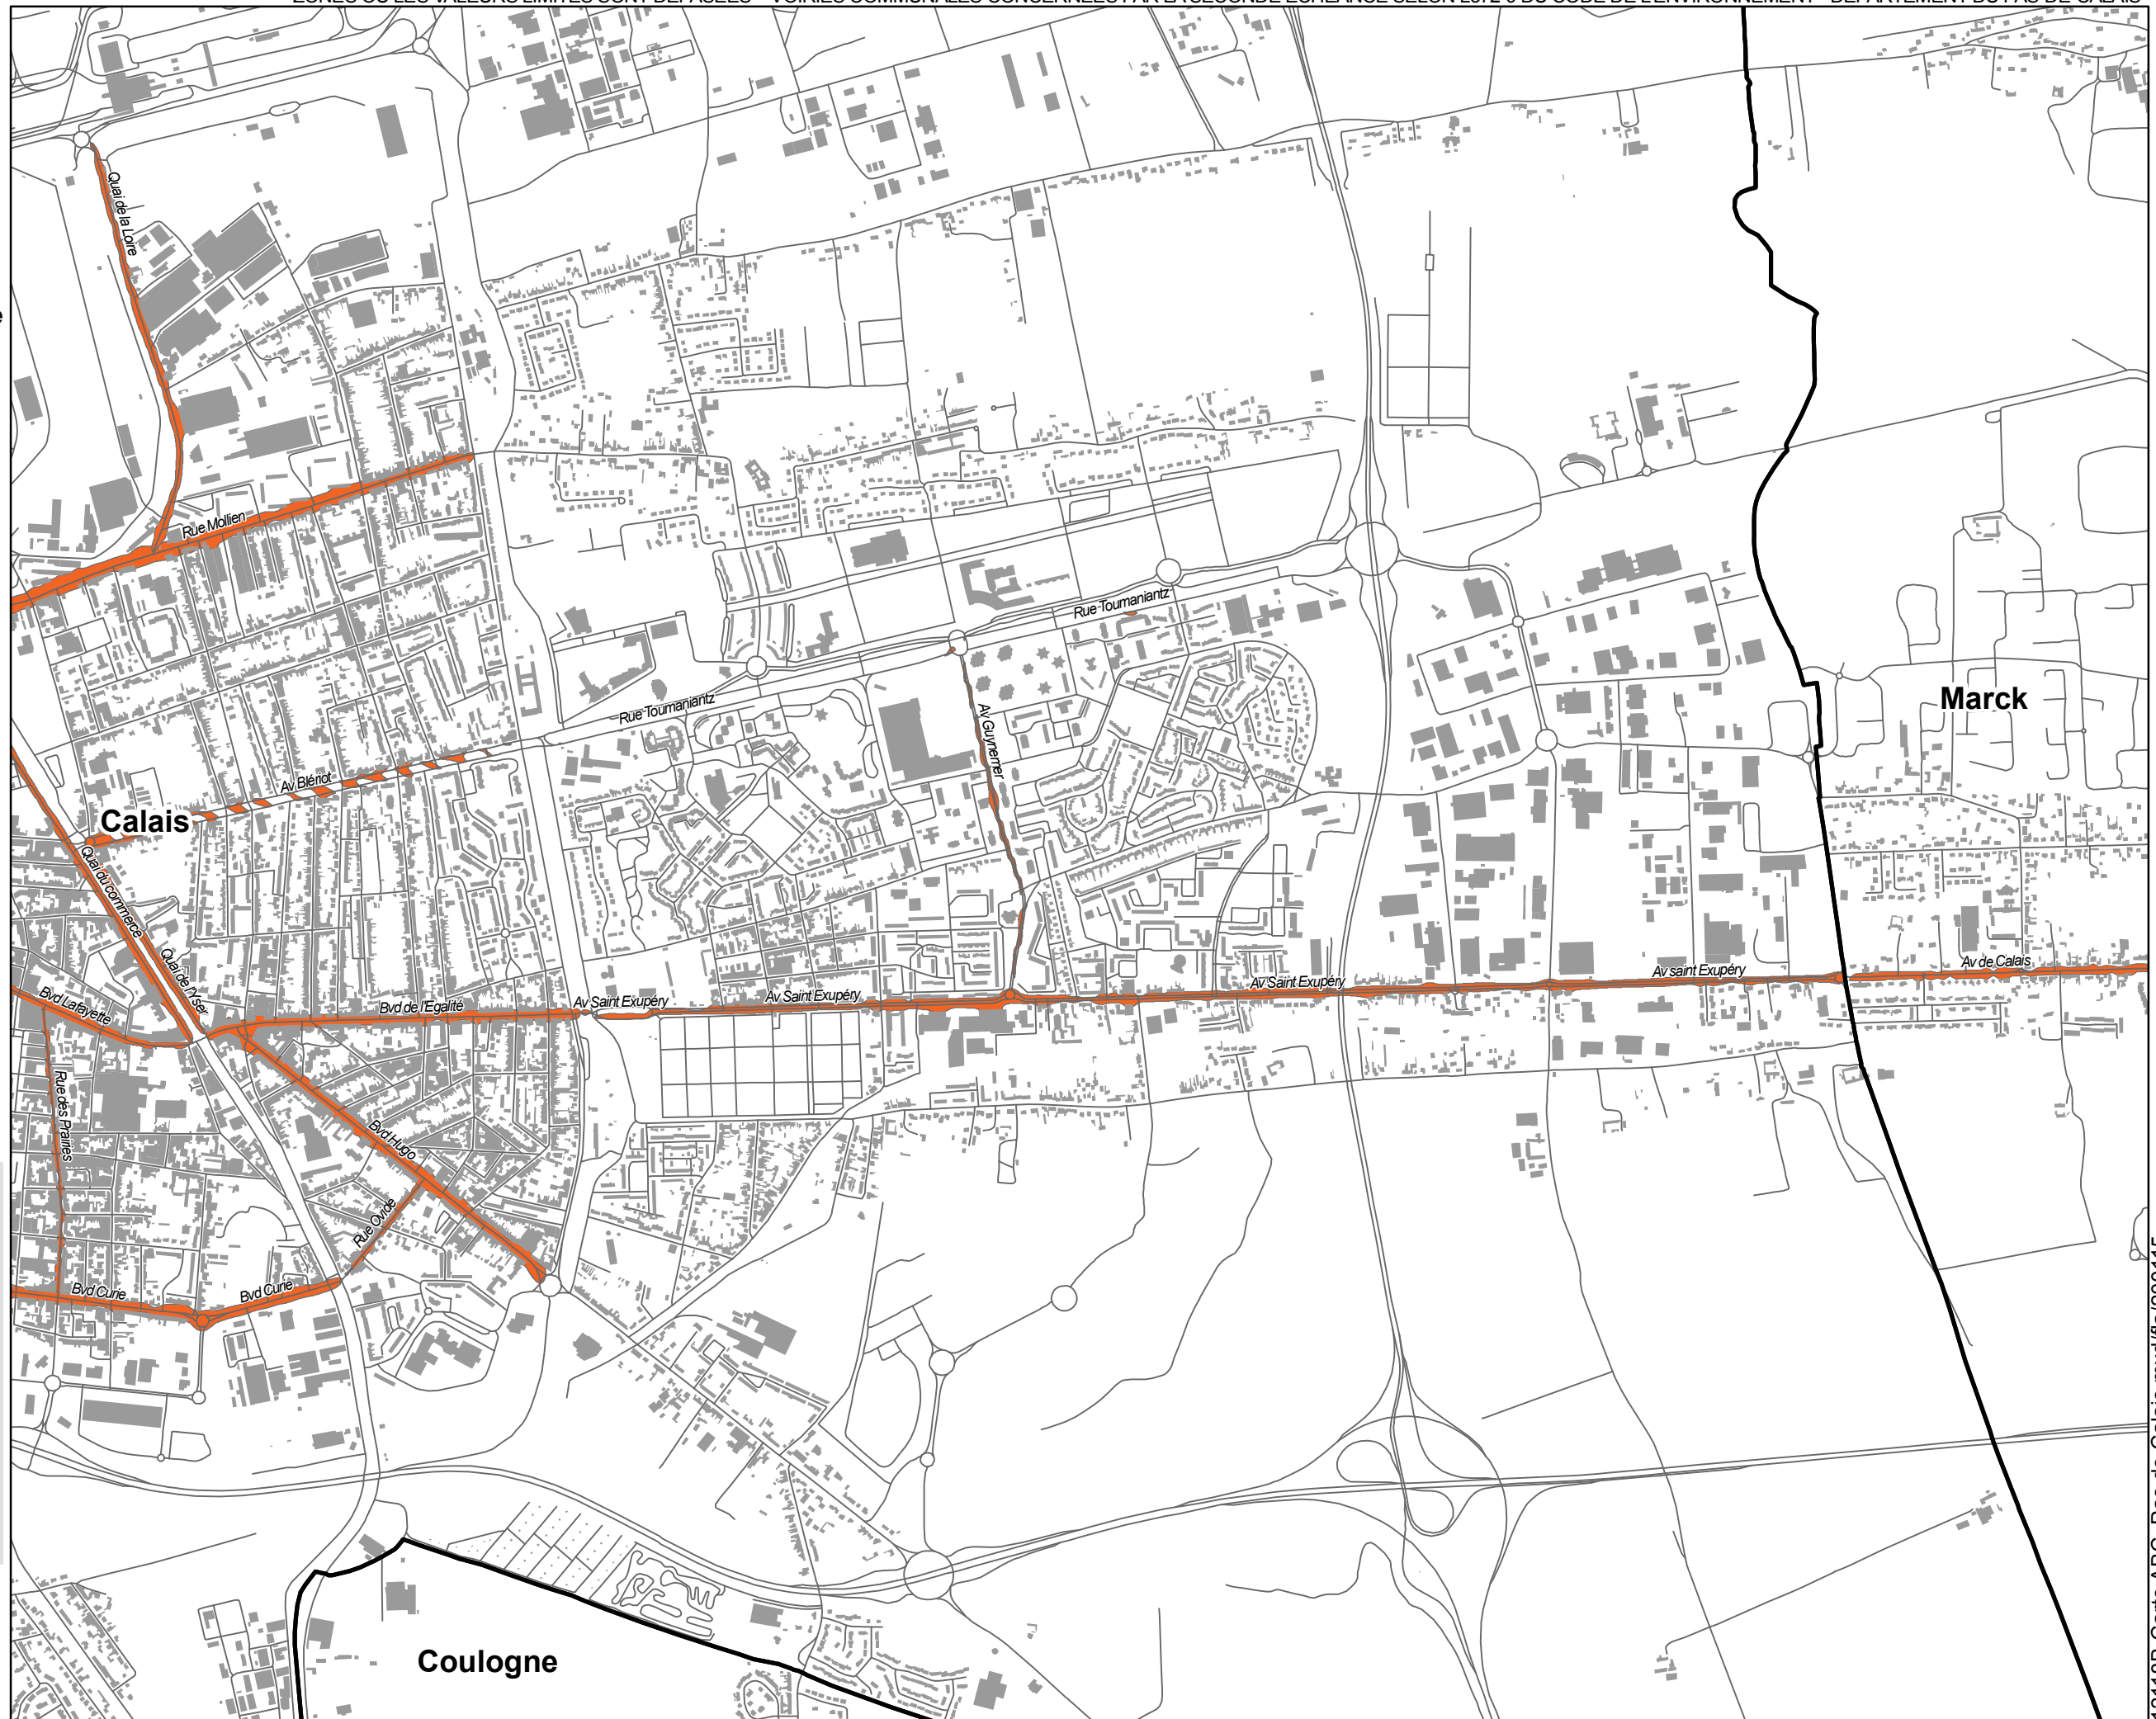 Quai de la Loire
Rue Mollien
Rue Toumaniantz
Rue Toumaniantz
Marck
Av Guynemer
Av Blériot
Calais
Quai du commerce
Quai de l'Yser
Bvd Lafayette
Bvd de l'Egalité
Av Saint Exupéry
Av Saint Exupéry
Av Saint Exupéry
Av saint Exupéry
Av de Calais
Rue des Prairies
Bvd Hugo
Rue Ovide
Bvd Curie
Bvd Curie
Coulogne